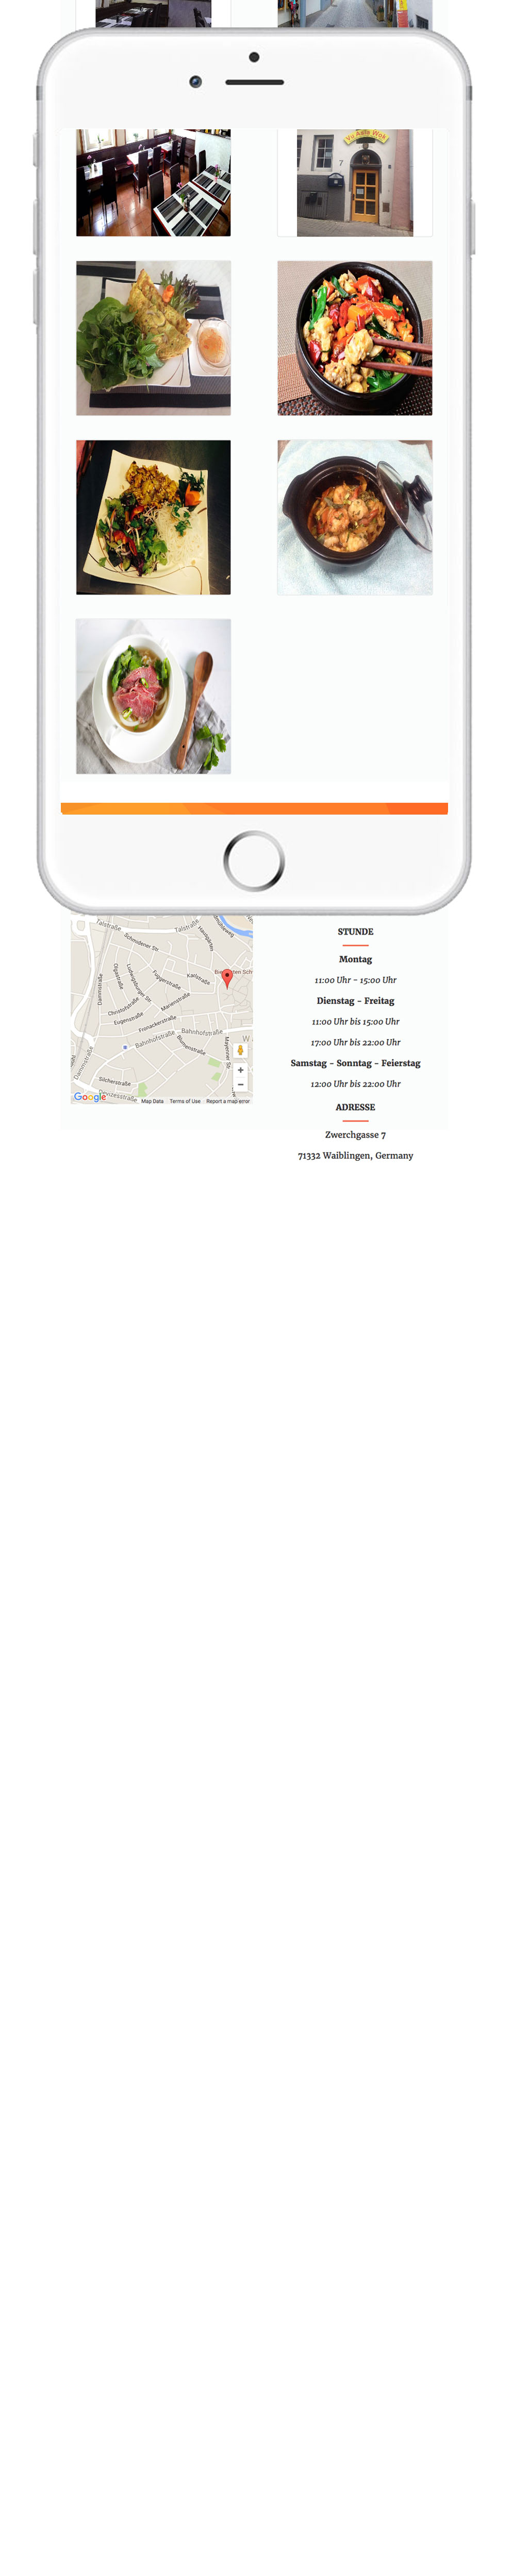 Vu Asia Wok
7
Talstraße
Talstraße
Schmidener Str.
Karlstraße
Fuggerstraße
Ludwigsburger Str.
Dammstraße
Marienstraße
Christofstraße
Eugenstraße
Fronackerstraße
Bahnhofstraße
Bahnhofstraße
Blumenstraße
Dammstraße
Silcherstraße
Devizesstraße
Google
Map Data
Terms of Use
Report a map error
STUNDE
Montag
11:00 Uhr - 15:00 Uhr
Dienstag - Freitag
11:00 Uhr bis 15:00 Uhr
17:00 Uhr bis 22:00 Uhr
Samstag - Sonntag - Feierstag
12:00 Uhr bis 22:00 Uhr
ADRESSE
Zwerchgasse 7
71332 Waiblingen, Germany